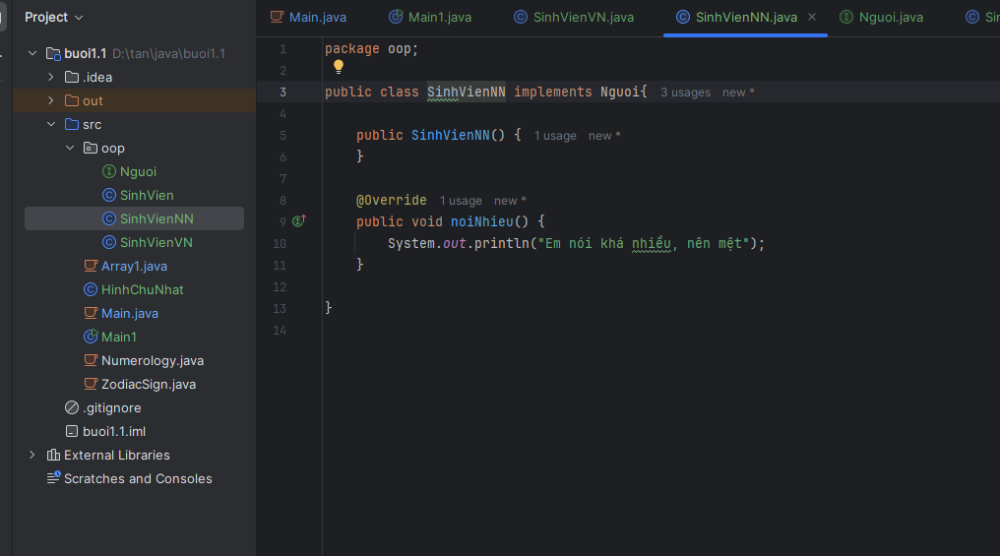 Project
Main.java
Main1.java
SinhVienVN.java
SinhVienNN.java
Nguoi.java
buoi1.1 D:\tan\java\buoi1.1
.idea
out
src
oop
Nguoi
SinhVien
SinhVienNN
SinhVienVN
Array1.java
HinhChuNhat
Main.java
Main1
Numerology.java
ZodiacSign.java
.gitignore
buoi1.1.iml
External Libraries
Scratches and Consoles
1 package oop;
2
3 public class SinhVienNN implements Nguoi{ 3 usages new *
4
5 public SinhVienNN() { 1 usage new *
6 }
7
8 @Override 1 usage new *
9 public void noiNhieu() {
10 System.out.println("Em nói khá nhiều, nên mệt");
11 }
12
13 }
14